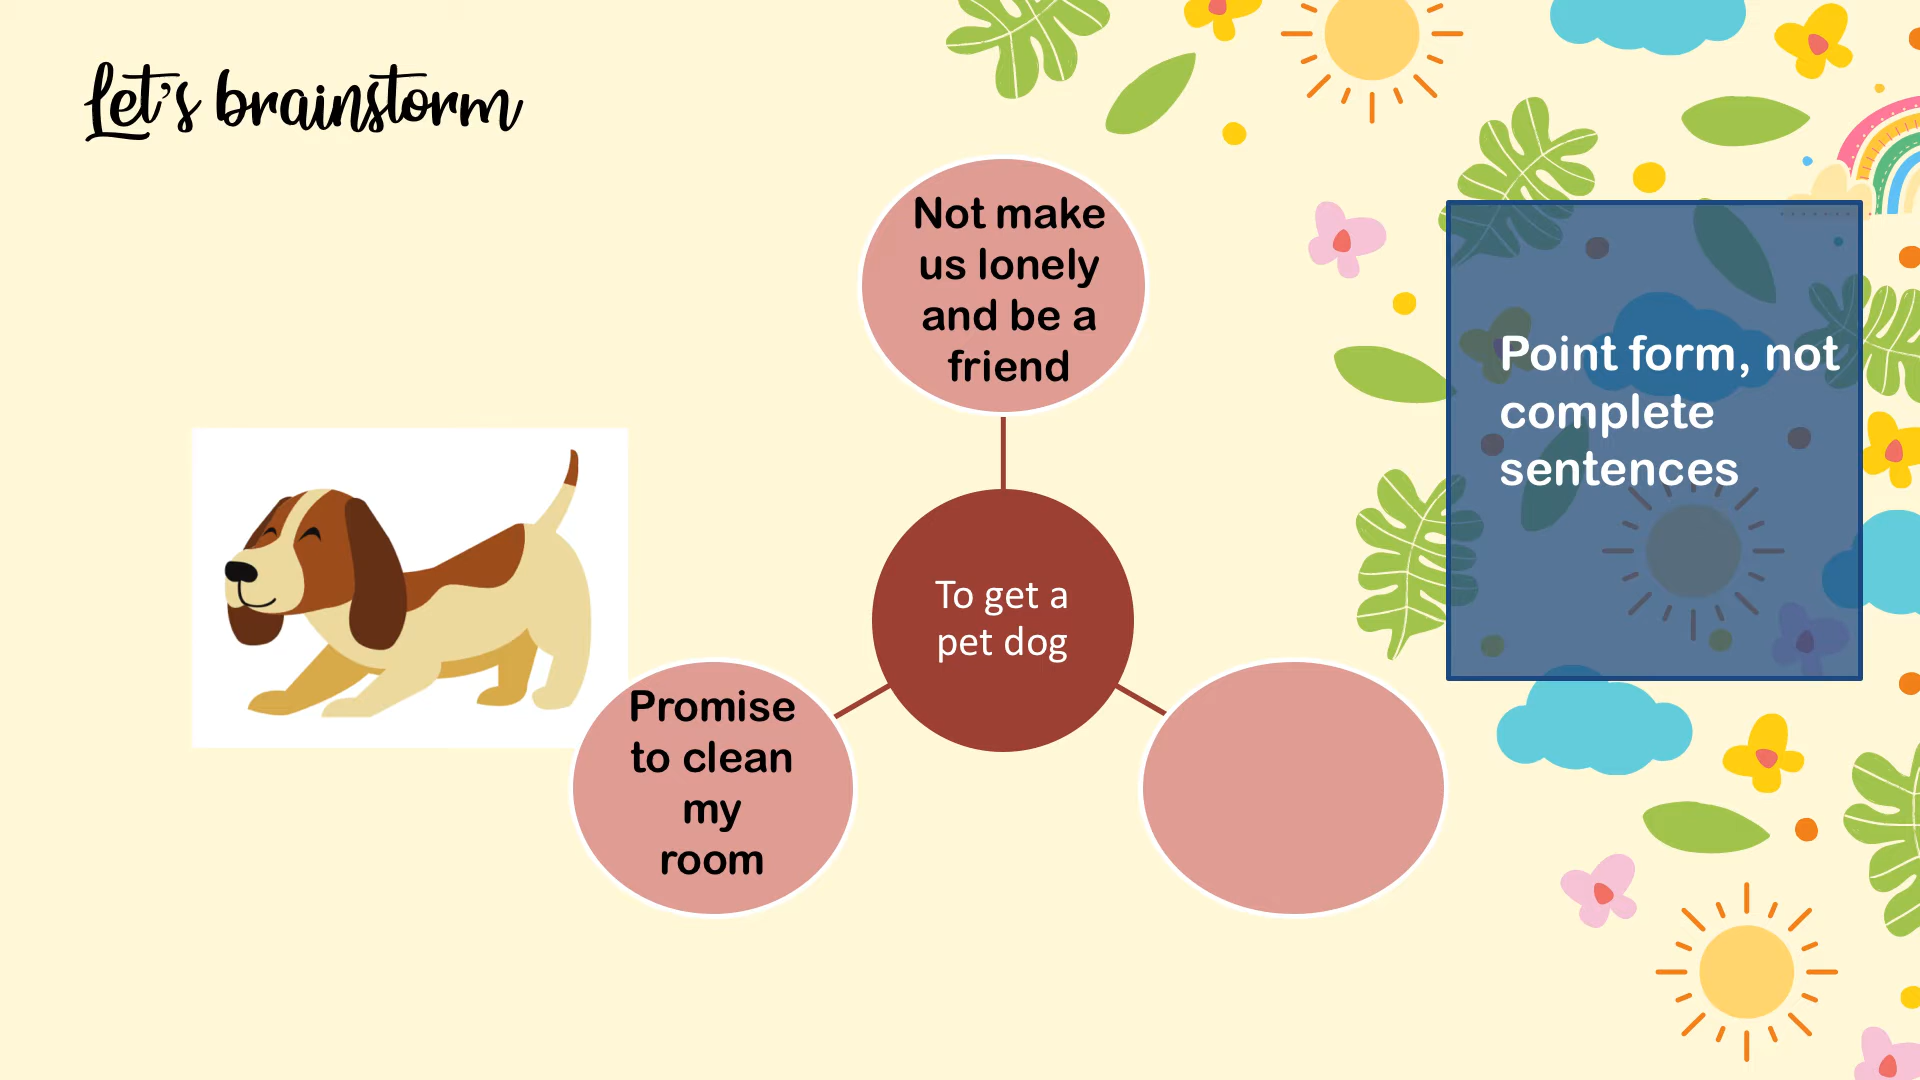 Let's brainstorm
Not make
us lonely
and be a
friend
Point form, not
complete
sentences
To get a
pet dog
Promise
to clean
my
room